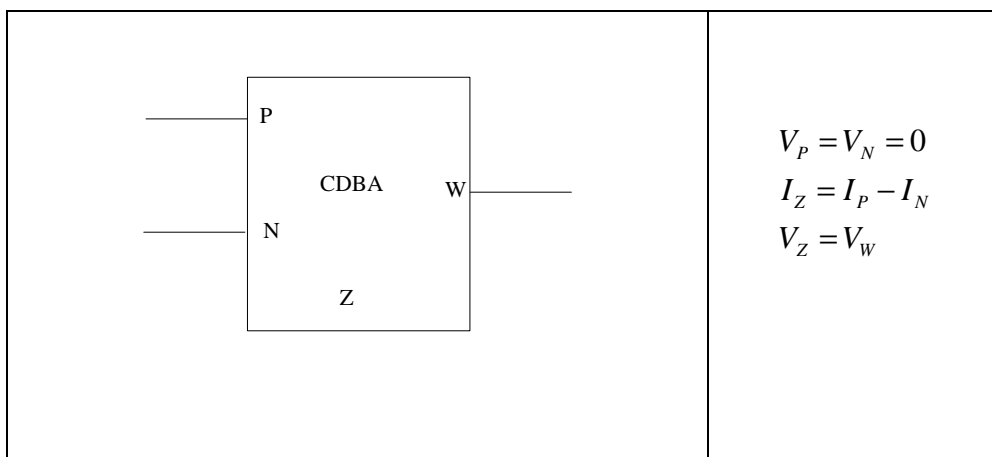 P
CDBA
W
N
Z
V_P = V_N = 0
I_Z = I_P − I_N
V_Z = V_W